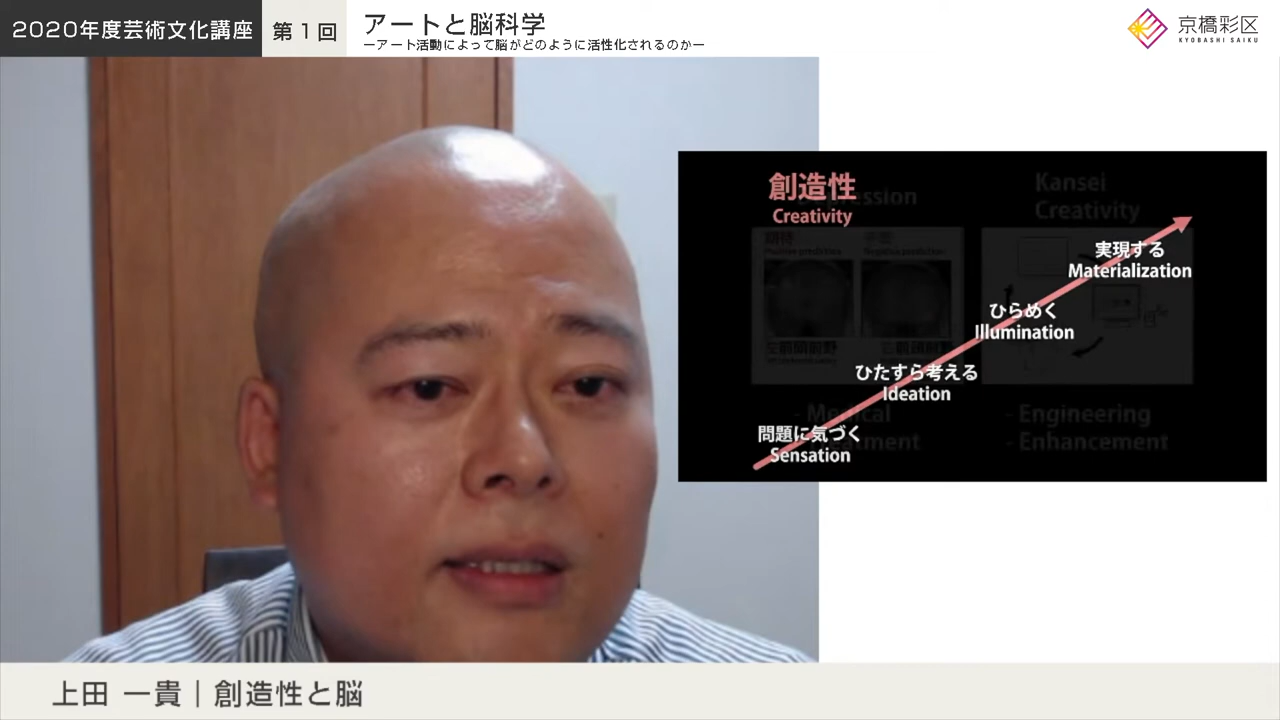 2020年度芸術文化講座
第1回
アートと脳科学
ーアート活動によって脳がどのように活性化されるのかー
京橋彩区
KYOBASHI SAIKU
創造性
Creativity
Kansei
Creativity
実現する
Materialization
ひらめく
Illumination
ひたすら考える
Ideation
問題に気づく
Sensation
- Engineering
- Enhancement
上田 一貴｜創造性と脳